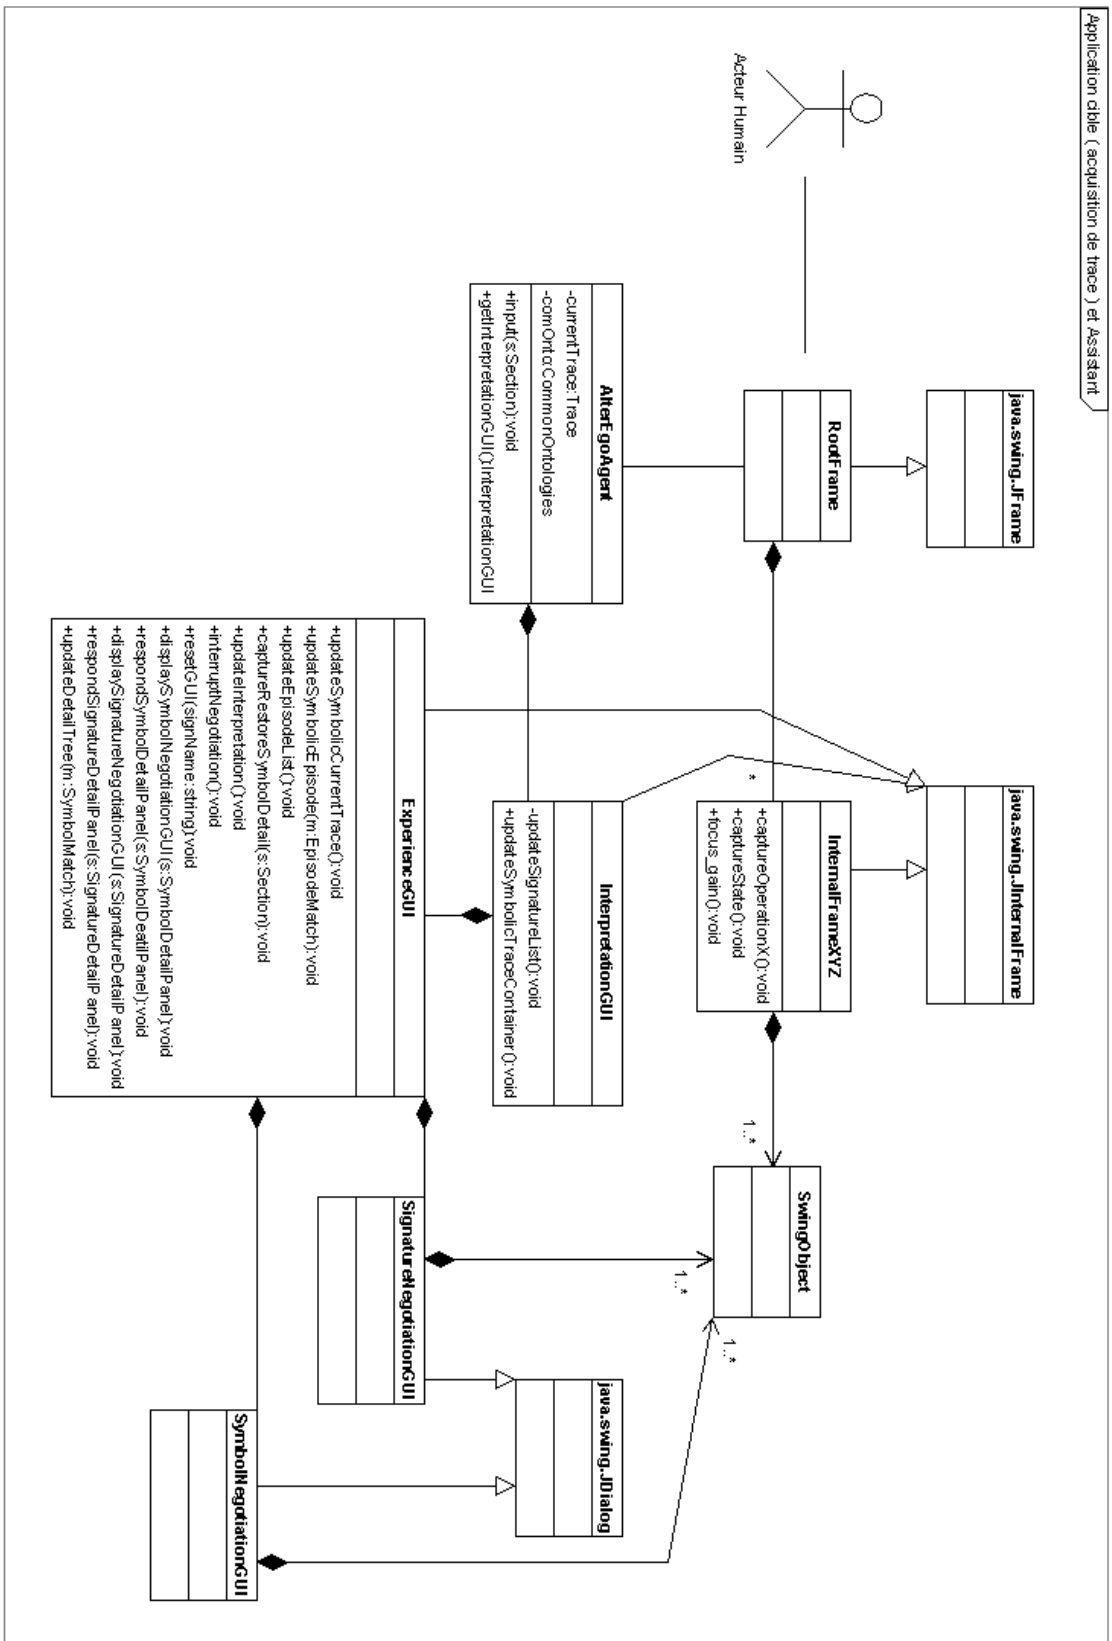 Application cible ( acquisition de trace ) et Assistant
Acteur Humain
java.swing.JFrame
RootFrame
AlterEgoAgent
-currentTrace:Trace
-comOnto:CommonOntologies
+input(s:Section):void
+getInterpretationGUI():InterpretationGUI
java.swing.JInternalFrame
*
InternalFrameXYZ
+captureOperationX():void
+captureState():void
+focus_gain():void
InterpretationGUI
-updateSignatureList():void
+updateSymbolicTraceContainer():void
ExperienceGUI
+updateSymbolicCurrentTrace():void
+updateSymbolicEpisode(m:EpisodeMatch):void
+updateEpisodeList():void
+captureRestoreSymbolDetail(s:Section):void
+updateInterpretation():void
+interruptNegotiation():void
+resetGUI(signName:string):void
+displaySymbolNegotiationGUI(s:SymbolDetailPanel):void
+respondSymbolDetailPanel(s:SymbolDeatilPanel):void
+displaySignatureNegotiationGUI(s:SignatureDetailPanel):void
+respondSignatureDetailPanel(s:SignatureDetailPanel):void
+updateDetailTree(m:SymbolMatch):void
1..*
SwingObject
1..*
1..*
SignatureNegotiationGUI
java.swing.JDialog
SymbolNegotiationGUI